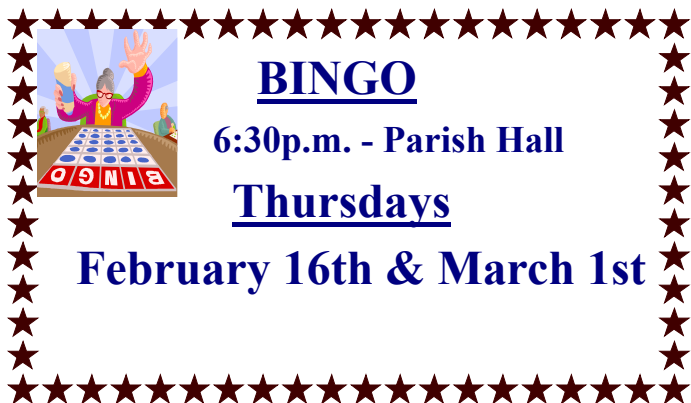 BINGO
6:30p.m. - Parish Hall
Thursdays
February 16th & March 1st
BINGO